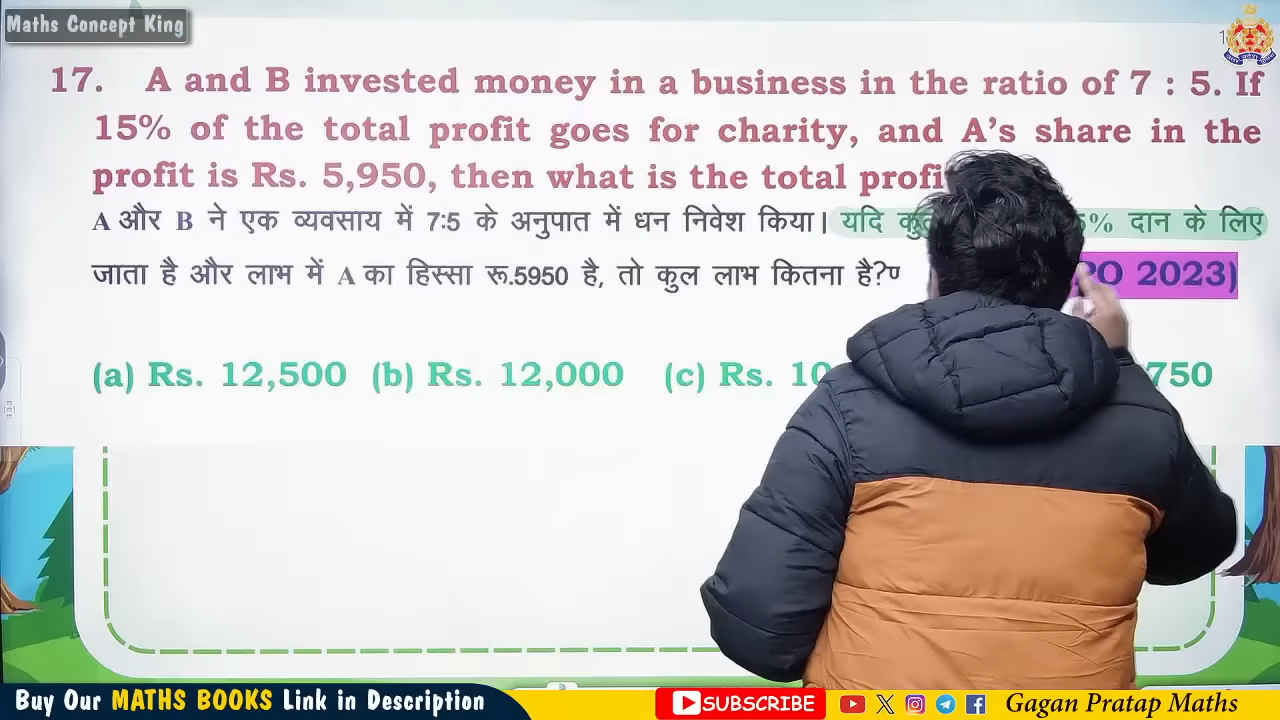 Maths Concept King
17. A and B invested money in a business in the ratio of 7 : 5. If
15% of the total profit goes for charity, and A's share in the
profit is Rs. 5,950, then what is the total
A और B ने एक व्यवसाय में 7:5 के अनुपात में धन निवेश किया। यदि % दान के लिए
जाता है और लाभ में A का हिस्सा रू.5950 है, तो कुल लाभ कितना है?ण 2023)
(a) Rs. 12,500 (b) Rs. 12,000 (c) Rs. 750
Buy Our MATHS BOOKS Link in Description
SUBSCRIBE
Gagan Pratap Maths